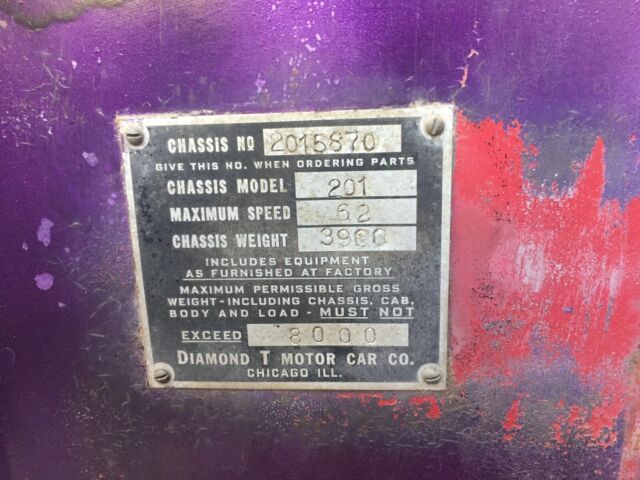 CHASSIS NO 2015870
GIVE THIS NO. WHEN ORDERING PARTS
CHASSIS MODEL 201
MAXIMUM SPEED 62
CHASSIS WEIGHT
INCLUDES EQUIPMENT
AS FURNISHED AT FACTORY
MAXIMUM PERMISSIBLE GROSS
WEIGHT-INCLUDING CHASSIS, CAB,
BODY AND LOAD - MUST NOT
EXCEED 8000
DIAMOND T MOTOR CAR CO.
CHICAGO ILL.